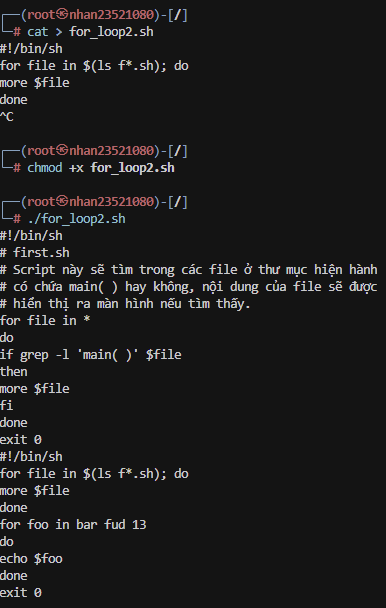 ┌──(root㉿nhan23521080)-[/]
└─# cat > for_loop2.sh
#!/bin/sh
for file in $(ls f*.sh); do
more $file
done
^C
┌──(root㉿nhan23521080)-[/]
└─# chmod +x for_loop2.sh
┌──(root㉿nhan23521080)-[/]
└─# ./for_loop2.sh
#!/bin/sh
# first.sh
# Script này sẽ tìm trong các file ở thư mục hiện hành
# có chứa main( ) hay không, nội dung của file sẽ được
# hiển thị ra màn hình nếu tìm thấy.
for file in *
do
if grep -l 'main( )' $file
then
more $file
fi
done
exit 0
#!/bin/sh
for file in $(ls f*.sh); do
more $file
done
for foo in bar fud 13
do
echo $foo
done
exit 0